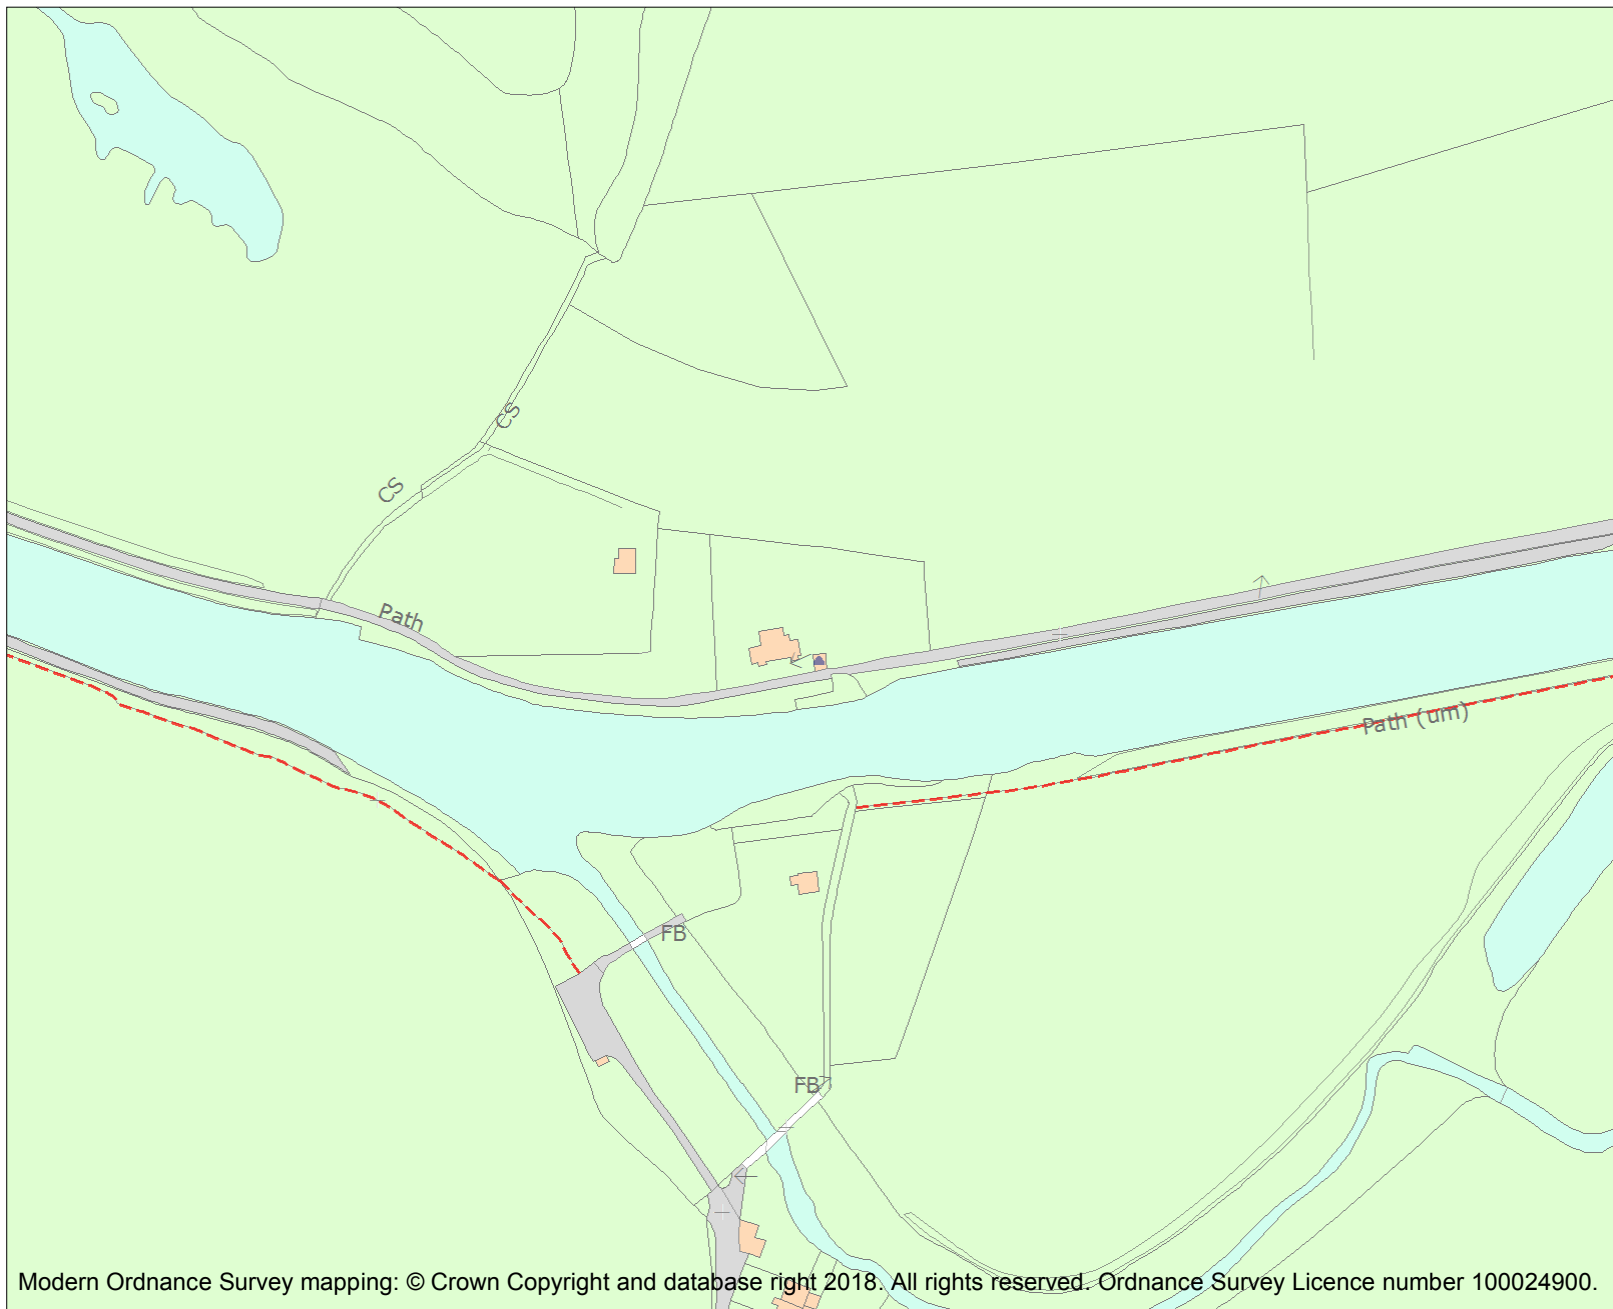 CS
CS
Path
Path (um)
FB
FB
Modern Ordnance Survey mapping: © Crown Copyright and database right 2018. All rights reserved. Ordnance Survey Licence number 100024900.